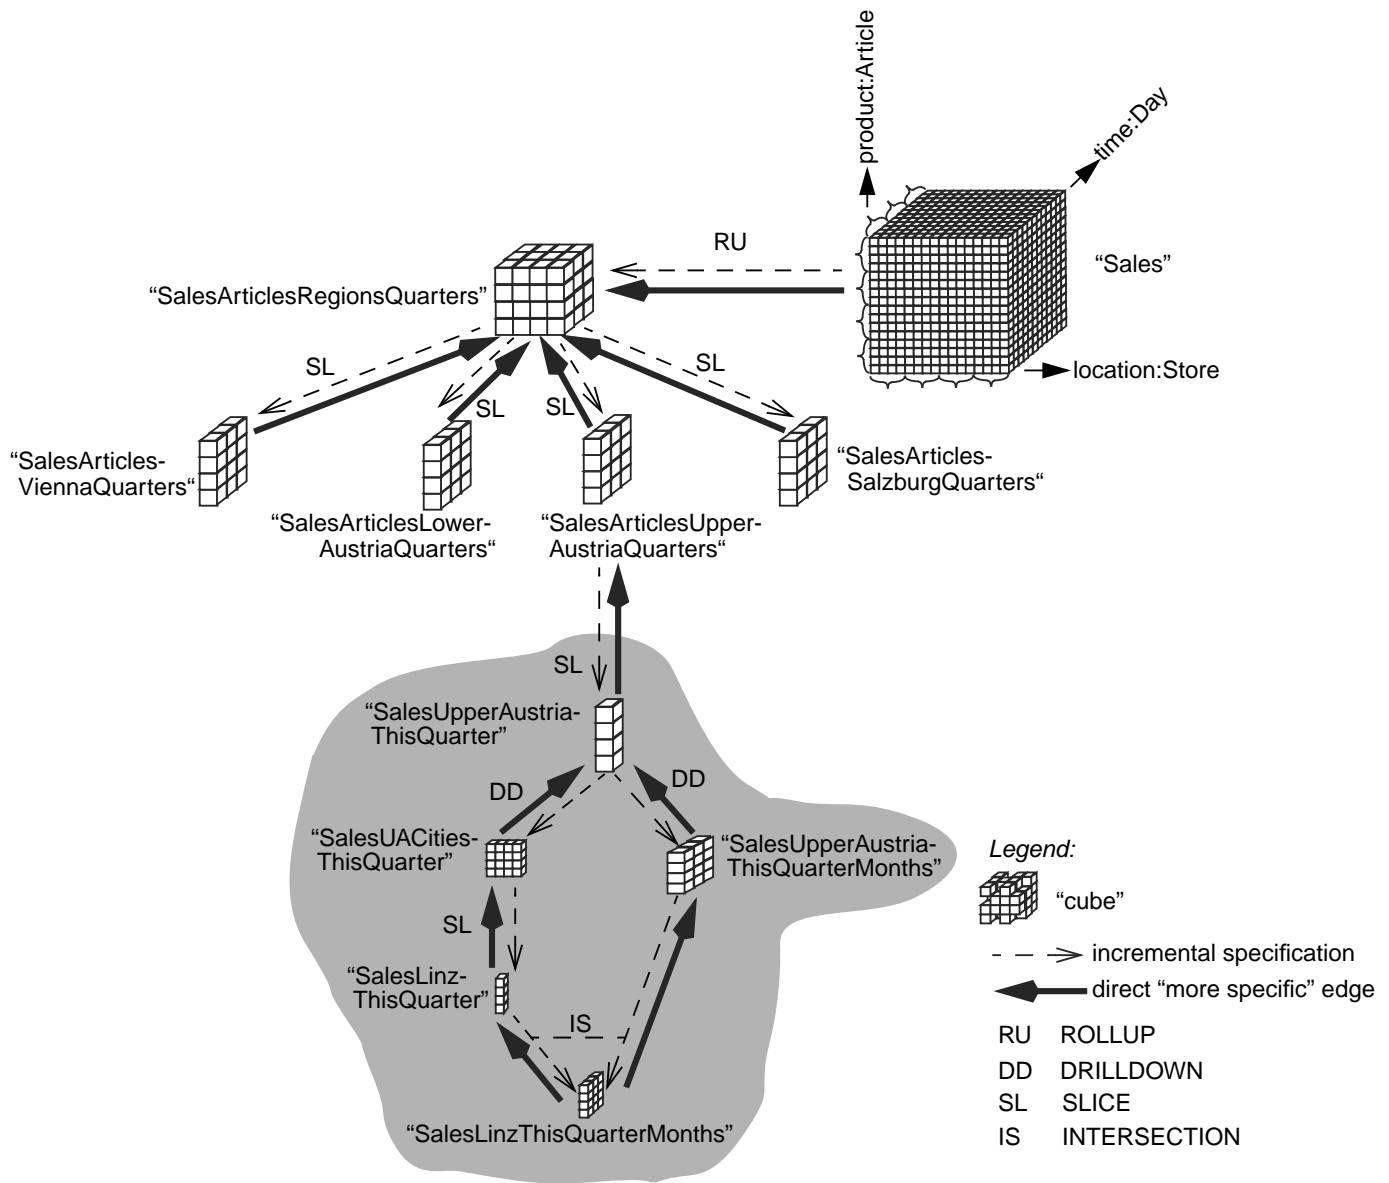 product:Article
time:Day
RU
“Sales”
“SalesArticlesRegionsQuarters”
location:Store
SL
SL
SL
SL
“SalesArticles-
ViennaQuarters“
“SalesArticles-
SalzburgQuarters“
“SalesArticlesLower-
AustriaQuarters“
“SalesArticlesUpper-
AustriaQuarters“
SL
“SalesUpperAustria-
ThisQuarter”
DD
DD
“SalesUACities-
ThisQuarter”
“SalesUpperAustria-
ThisQuarterMonths”
SL
“SalesLinz-
ThisQuarter”
IS
“SalesLinzThisQuarterMonths”
Legend:
“cube”
incremental specification
direct “more specific” edge
RU ROLLUP
DD DRILLDOWN
SL SLICE
IS INTERSECTION